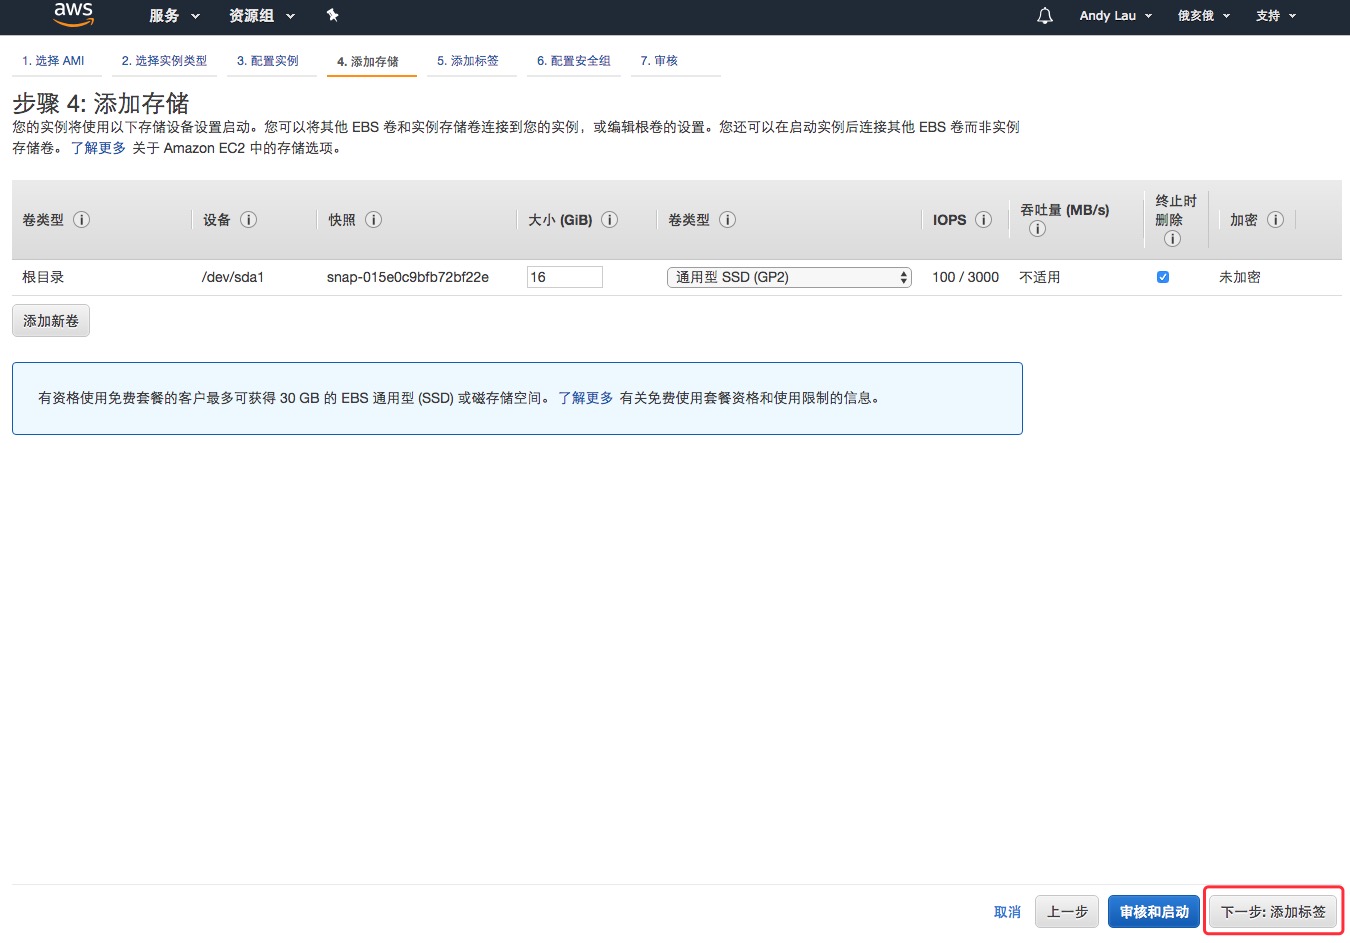 aws 服务 资源组 Andy Lau 俄亥俄 支持
1. 选择 AMI 2. 选择实例类型 3. 配置实例 4. 添加存储 5. 添加标签 6. 配置安全组 7. 审核
步骤 4: 添加存储
您的实例将使用以下存储设备设置启动。您可以将其他 EBS 卷和实例存储卷连接到您的实例，或编辑根卷的设置。您还可以在启动实例后连接其他 EBS 卷而非实例
存储卷。 了解更多 关于 Amazon EC2 中的存储选项。
卷类型 设备 快照 大小 (GiB) 卷类型 IOPS 吞吐量 (MB/s) 终止时
删除 加密
根目录 /dev/sda1 snap-015e0c9bfb72bf22e 16 通用型 SSD (GP2) 100 / 3000 不适用 未加密
添加新卷
有资格使用免费套餐的客户最多可获得 30 GB 的 EBS 通用型 (SSD) 或磁存储空间。 了解更多 有关免费使用套餐资格和使用限制的信息。
取消 上一步 审核和启动 下一步: 添加标签